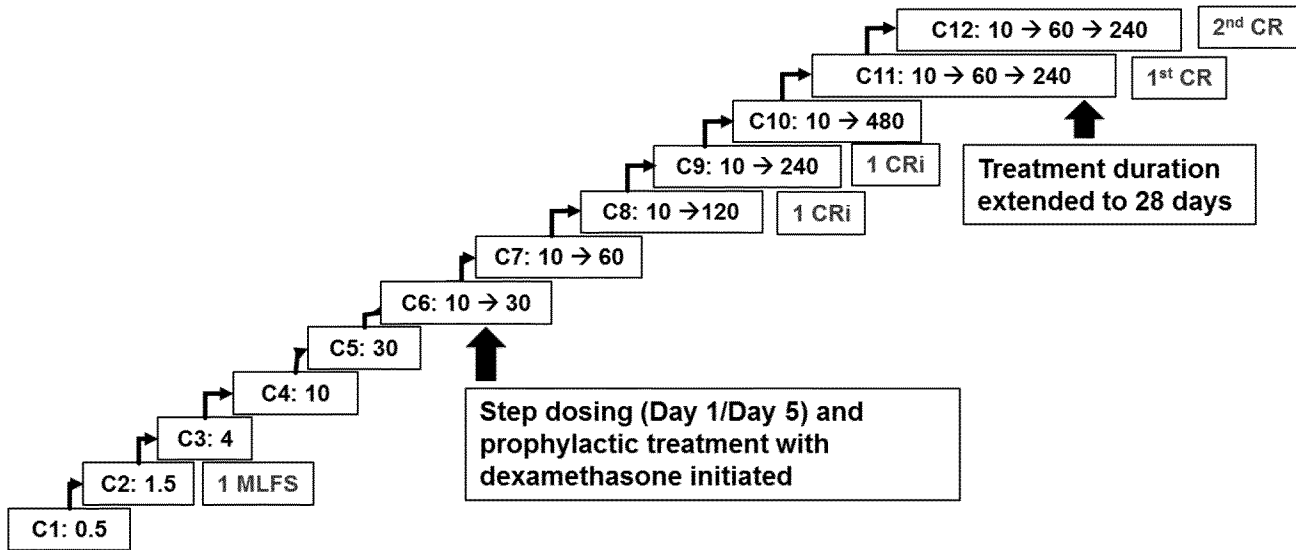 C12: 10 → 60 → 240
2nd CR
C11: 10 → 60 → 240
1st CR
C10: 10 → 480
C9: 10 → 240
1 CRi
Treatment duration
extended to 28 days
C8: 10 →120
1 CRi
C7: 10 → 60
C6: 10 → 30
C5: 30
C4: 10
Step dosing (Day 1/Day 5) and
prophylactic treatment with
dexamethasone initiated
C3: 4
C2: 1.5
1 MLFS
C1: 0.5